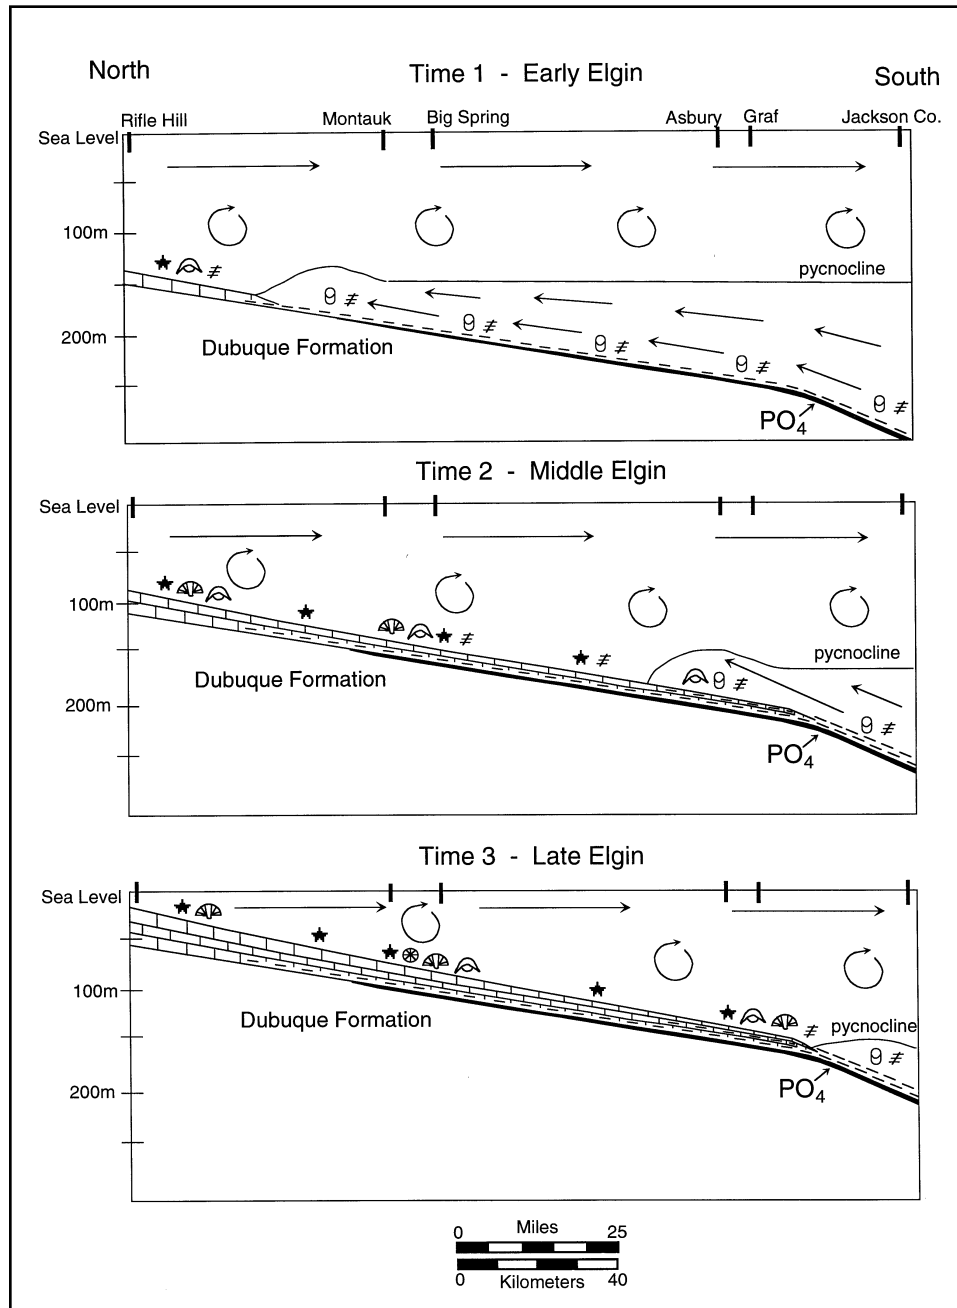 North
Time 1 - Early Elgin
South
Rifle Hill
Montauk
Big Spring
Asbury
Graf
Jackson Co.
Sea Level
100m
pycnocline
200m
Dubuque Formation
PO4
Time 2 - Middle Elgin
Sea Level
100m
pycnocline
Dubuque Formation
200m
PO4
Time 3 - Late Elgin
Sea Level
100m
Dubuque Formation
pycnocline
PO4
200m
0 Miles 25
0 Kilometers 40